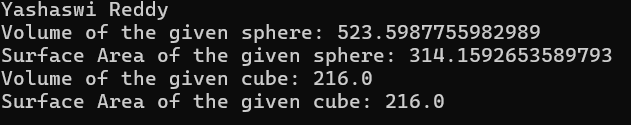 Yashaswi Reddy
Volume of the given sphere: 523.5987755982989
Surface Area of the given sphere: 314.1592653589793
Volume of the given cube: 216.0
Surface Area of the given cube: 216.0